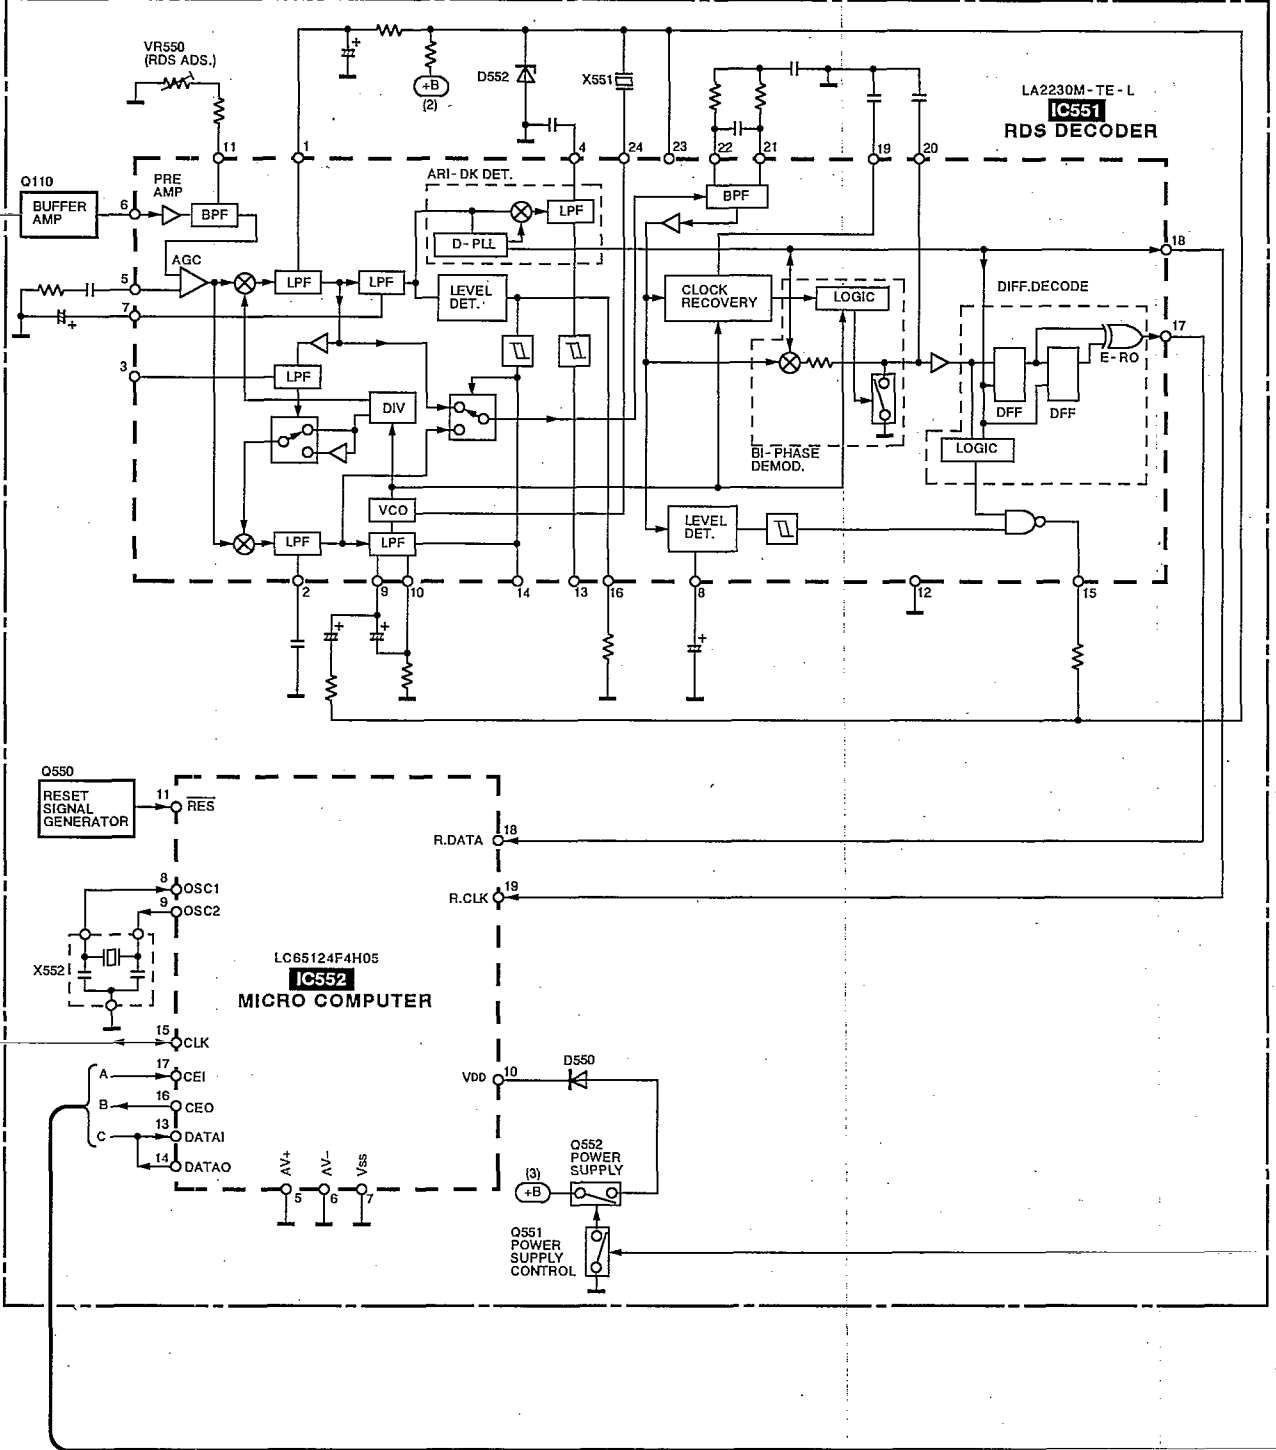 VR550
(RDS ADS.)
+B
(2)
D552
X551
LA2230M-TE-L
IC551
RDS DECODER
11
1
4
24
23
22
21
19
20
Q110
BUFFER
AMP
6
PRE
AMP
BPF
ARI-DK DET.
LPF
D-PLL
BPF
18
AGC
5
7
LPF
LPF
LEVEL
DET.
CLOCK
RECOVERY
LOGIC
DIFF.DECODE
17
E-RO
3
LPF
DIV
DFF
DFF
BI-PHASE
DEMOD.
LOGIC
VCO
LPF
LPF
LEVEL
DET.
2
9
10
14
13
16
8
12
15
+
+
+
+
+
Q550
RESET
SIGNAL
GENERATOR
11
RES
R.DATA
18
8
OSC1
R.CLK
19
9
OSC2
X552
LC65124F4H05
IC552
MICRO COMPUTER
15
CLK
17
A
CEI
16
B
CEO
13
C
DATAI
14
DATAO
VDD
10
D550
AV+
AV-
Vss
5
6
7
Q552
POWER
SUPPLY
(3)
+B
Q551
POWER
SUPPLY
CONTROL